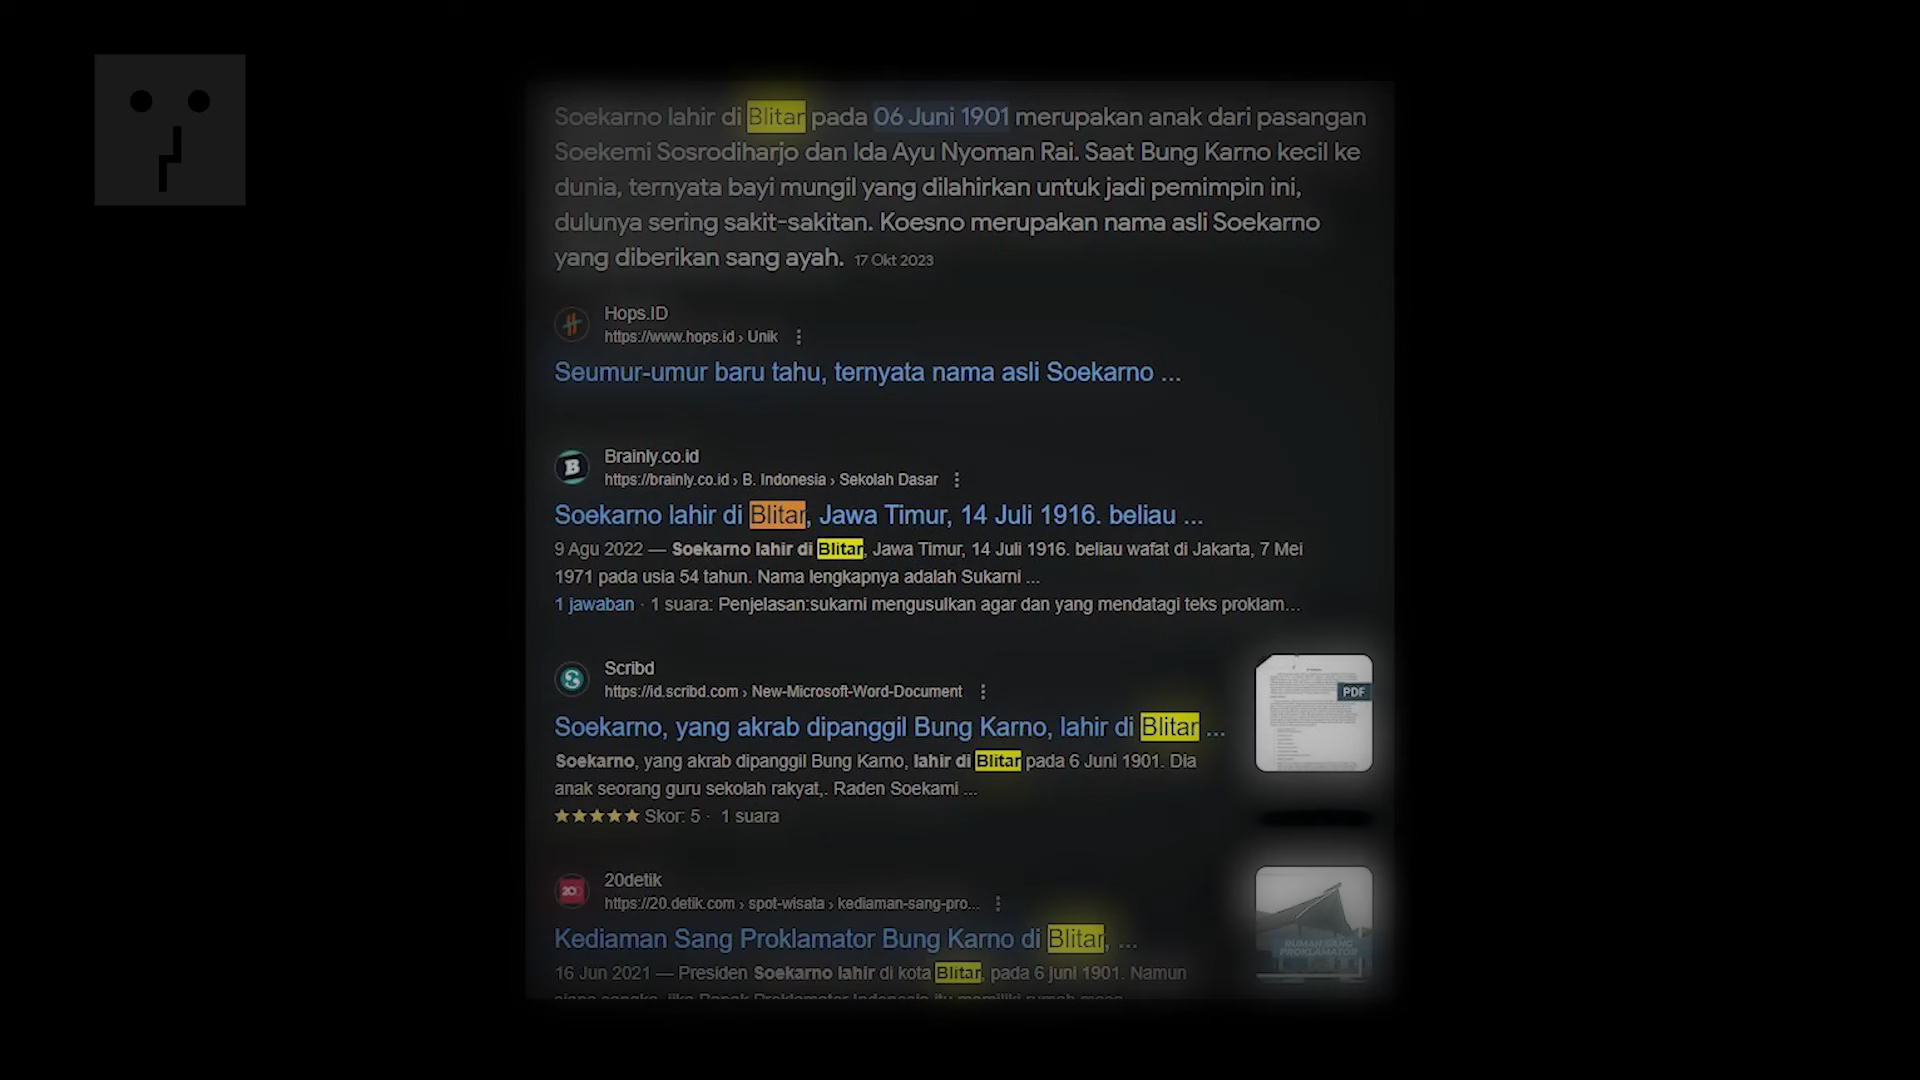 Soekarno lahir di Blitar pada 06 Juni 1901 merupakan anak dari pasangan
Soekemi Sosrodiharjo dan Ida Ayu Nyoman Rai. Saat Bung Karno kecil ke
dunia, ternyata bayi mungil yang dilahirkan untuk jadi pemimpin ini,
dulunya sering sakit-sakitan. Koesno merupakan nama asli Soekarno
yang diberikan sang ayah. 17 Okt 2023
Hops.ID
https://www.hops.id › Unik
Seumur-umur baru tahu, ternyata nama asli Soekarno ...
Brainly.co.id
https://brainly.co.id › B. Indonesia › Sekolah Dasar
Soekarno lahir di Blitar, Jawa Timur, 14 Juli 1916. beliau ...
9 Agu 2022 — Soekarno lahir di Blitar, Jawa Timur, 14 Juli 1916. beliau wafat di Jakarta, 7 Mei
1971 pada usia 54 tahun. Nama lengkapnya adalah Sukarni ...
1 jawaban · 1 suara: Penjelasan:sukarni mengusulkan agar dan yang mendatagi teks proklam...
Scribd
https://id.scribd.com › New-Microsoft-Word-Document
Soekarno, yang akrab dipanggil Bung Karno, lahir di Blitar ...
Soekarno, yang akrab dipanggil Bung Karno, lahir di Blitar pada 6 Juni 1901. Dia
anak seorang guru sekolah rakyat,. Raden Soekami ...
PDF
★★★★★ Skor: 5 · 1 suara
20detik
https://20.detik.com › spot-wisata › kediaman-sang-pro...
Kediaman Sang Proklamator Bung Karno di Blitar, ...
16 Jun 2021 — Presiden Soekarno lahir di kota Blitar, pada 6 juni 1901. Namun
RUMAH SANG
PROKLAMATOR